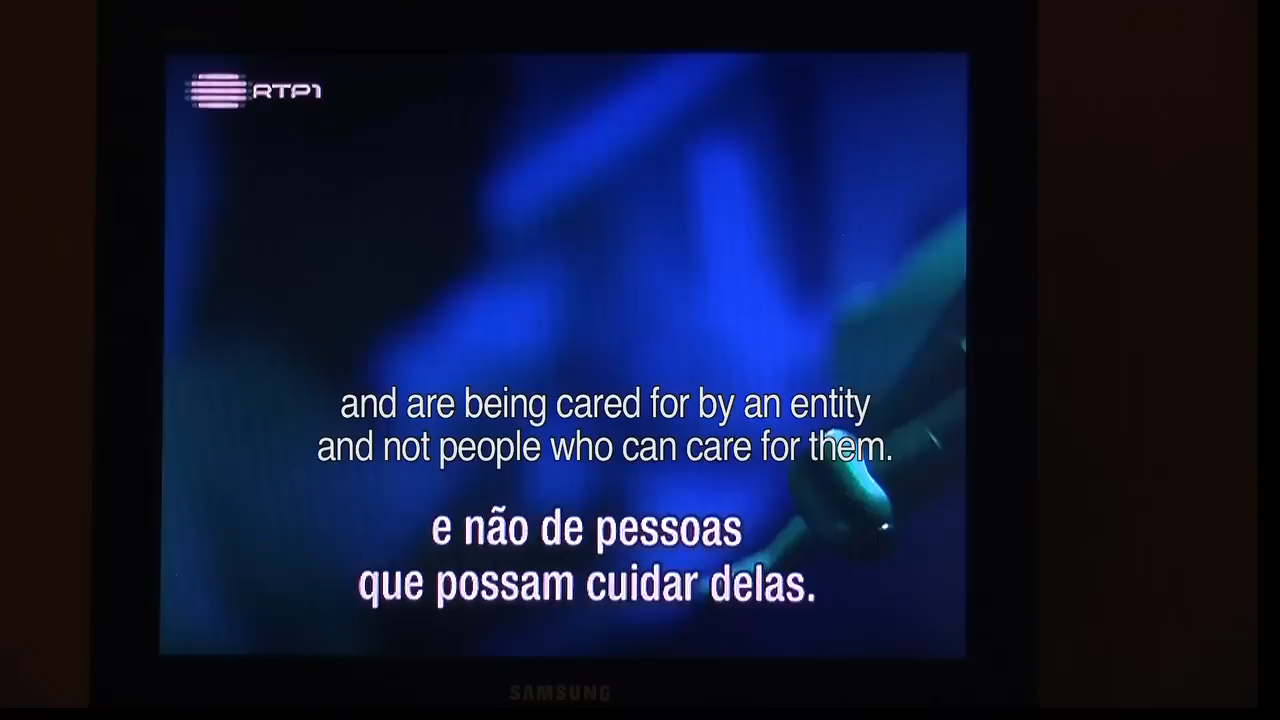 RTP1
and are being cared for by an entity
and not people who can care for them.
e não de pessoas
que possam cuidar delas.
SAMSUNG